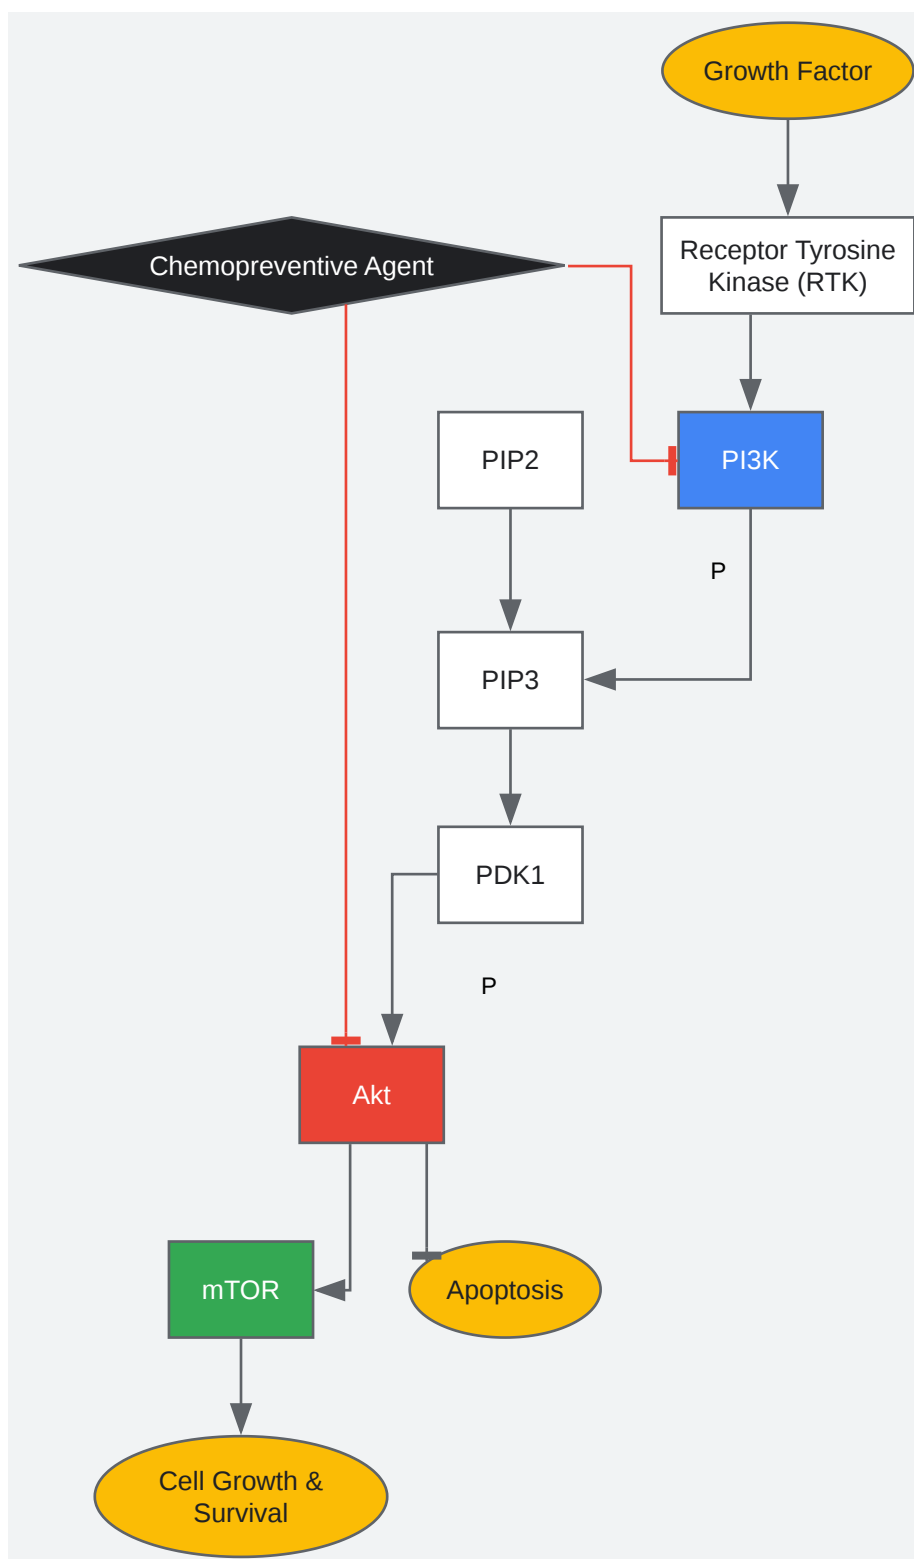 Growth Factor
Receptor Tyrosine
Kinase (RTK)
Chemopreventive Agent
PIP2
PI3K
P
PIP3
PDK1
P
Akt
mTOR
Apoptosis
Cell Growth &
Survival